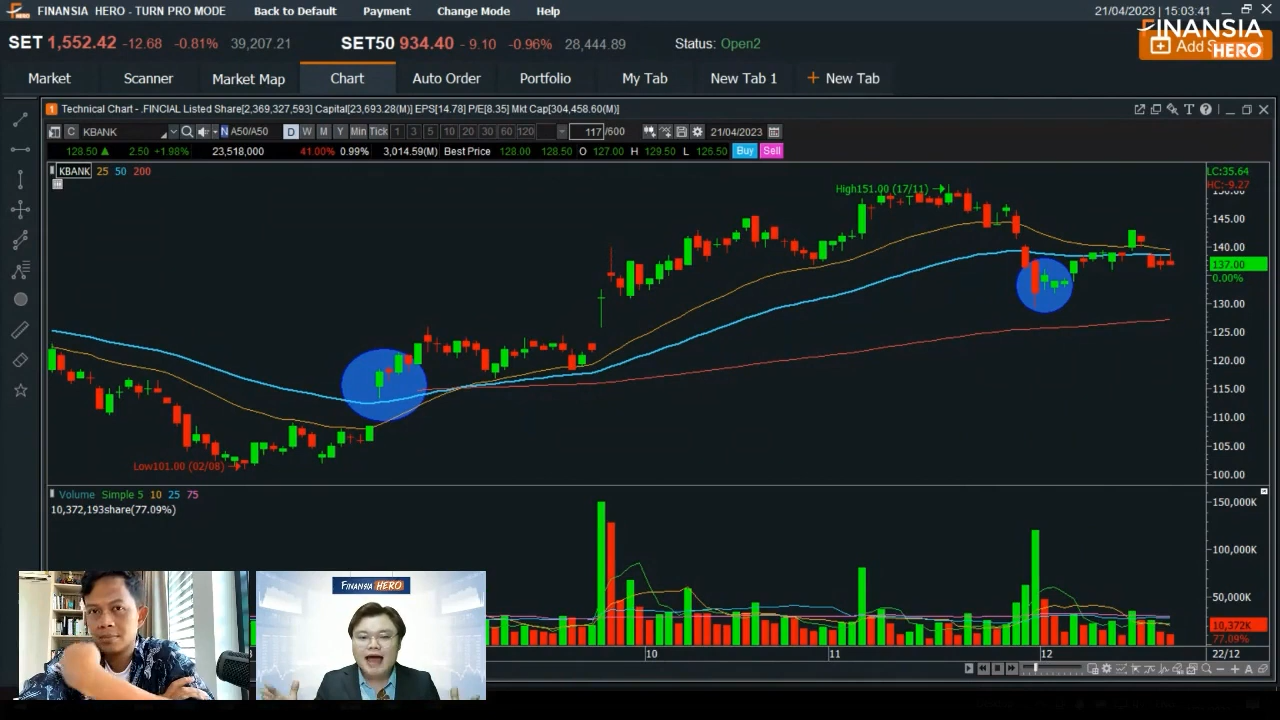 FINANSIA HERO - TURN PRO MODE Back to Default Payment Change Mode Help 21/04/2023 15:03:41
FINANSIA HERO
SET 1,552.42 -12.68 -0.81% 39,207.21 SET50 934.40 - 9.10 -0.96% 28,444.89 Status: Open2
Market Scanner Market Map Chart Auto Order Portfolio My Tab New Tab 1 + New Tab
1 Technical Chart - .FINCIAL Listed Share[2,369,327,593] Capital[23,693.28(M)] EPS[14.78] P/E[8.35] Mkt Cap[304,458.60(M)]
C KBANK N A50/A50 D W M Y Min Tick 1 3 5 10 20 30 60 120 117 /600 21/04/2023
128.50 ▲ 2.50 +1.98% 23,518,000 41.00% 0.99% 3,014.59(M) Best Price 128.00 128.50 O 127.00 H 129.50 L 126.50 Buy Sell
KBANK 25 50 200
LC:35.64
HC:-9.27
High151.00 (17/11)
145.00
140.00
137.00
0.00%
130.00
125.00
120.00
115.00
110.00
105.00
100.00
Low101.00 (02/08)
Volume Simple 5 10 25 75
10,372,193share(77.09%)
150,000K
100,000K
50,000K
10,372K
77.09%
10 11 12 22/12
FINANSIA HERO